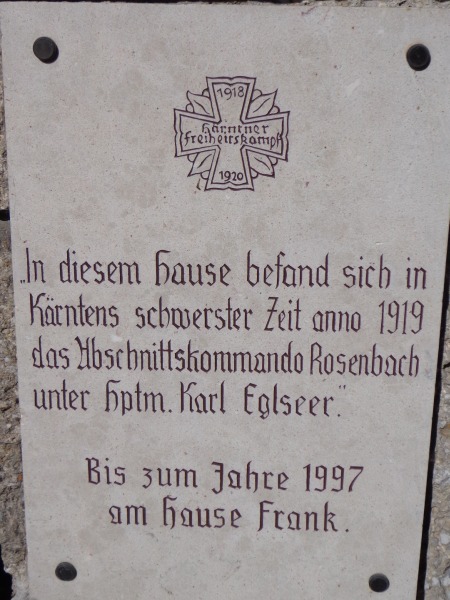 1918
Kärntner
freiheitskampf
1920
„In diesem Hause befand sich in
Kärntens schwerster Zeit anno 1919
das Abschnittskommando Rosenbach
unter Hptm. Karl Eglseer."
Bis zum Jahre 1997
am Hause Frank.